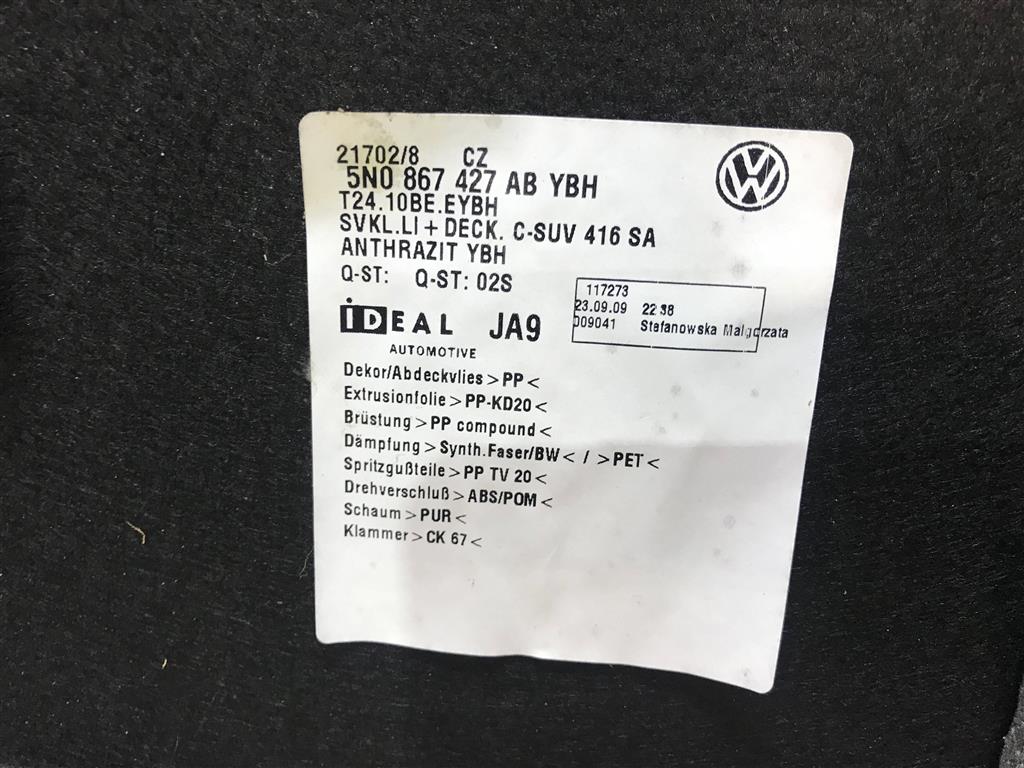 21702/8 CZ
5N0 867 427 AB YBH
T24.10BE.EYBH
SVKL.LI + DECK. C-SUV 416 SA
ANTHRAZIT YBH
Q-ST: Q-ST: 02S
117273
23.09.09 22 38
009041 Stefanowska Malgorzata
iDEAL JA9
AUTOMOTIVE
Dekor/Abdeckvlies > PP <
Extrusionfolie > PP-KD20 <
Brüstung > PP compound <
Dämpfung > Synth.Faser/BW < / > PET <
Spritzgußteile > PP TV 20 <
Drehverschluß > ABS/POM <
Schaum > PUR <
Klammer > CK 67 <